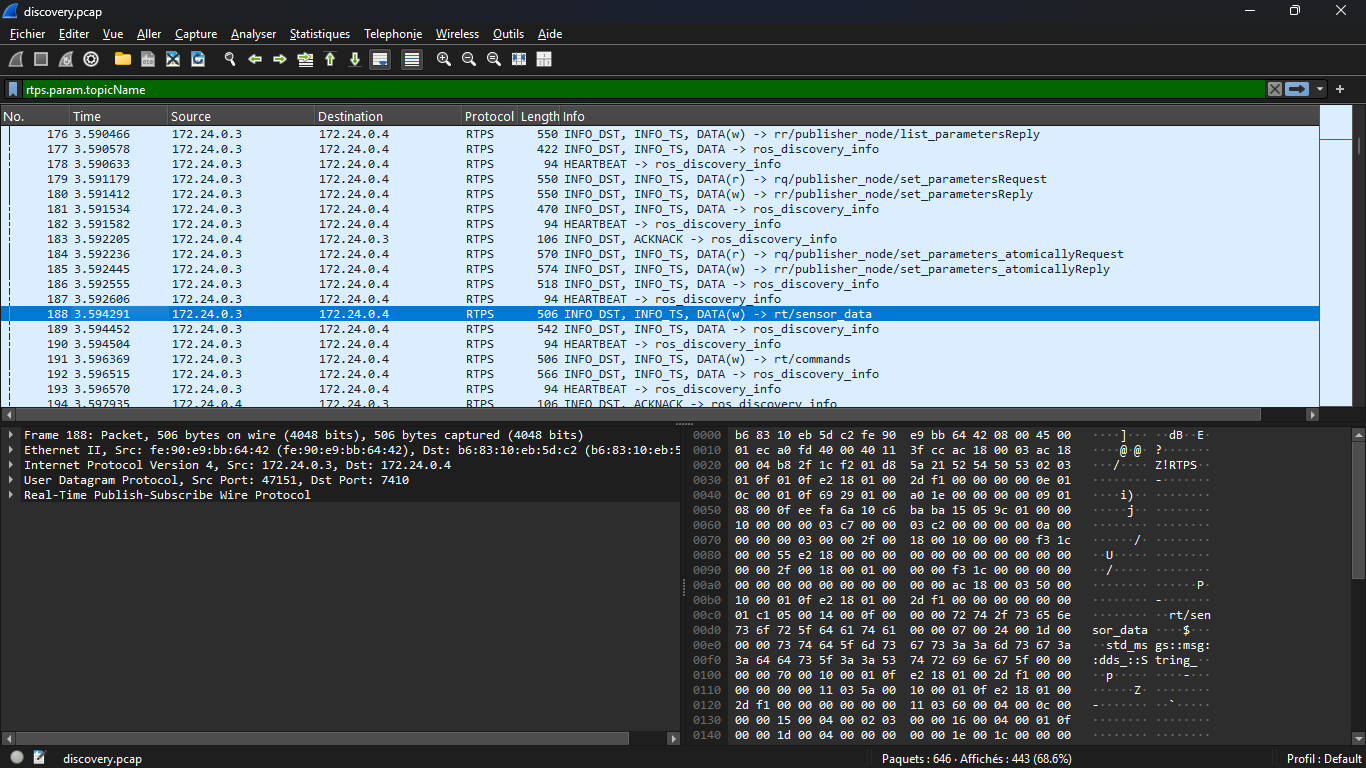 discovery.pcap
Fichier Editer Vue Aller Capture Analyser Statistiques Telephonie Wireless Outils Aide
rtps.param.topicName
No. Time Source Destination Protocol Length Info
176 3.590466 172.24.0.3 172.24.0.4 RTPS 550 INFO_DST, INFO_TS, DATA(w) -> rr/publisher_node/list_parametersReply
177 3.590578 172.24.0.3 172.24.0.4 RTPS 422 INFO_DST, INFO_TS, DATA -> ros_discovery_info
178 3.590633 172.24.0.3 172.24.0.4 RTPS 94 HEARTBEAT -> ros_discovery_info
179 3.591179 172.24.0.3 172.24.0.4 RTPS 550 INFO_DST, INFO_TS, DATA(r) -> rq/publisher_node/set_parametersRequest
180 3.591412 172.24.0.3 172.24.0.4 RTPS 550 INFO_DST, INFO_TS, DATA(w) -> rr/publisher_node/set_parametersReply
181 3.591534 172.24.0.3 172.24.0.4 RTPS 470 INFO_DST, INFO_TS, DATA -> ros_discovery_info
182 3.591582 172.24.0.3 172.24.0.4 RTPS 94 HEARTBEAT -> ros_discovery_info
183 3.592205 172.24.0.4 172.24.0.3 RTPS 106 INFO_DST, ACKNACK -> ros_discovery_info
184 3.592236 172.24.0.3 172.24.0.4 RTPS 570 INFO_DST, INFO_TS, DATA(r) -> rq/publisher_node/set_parameters_atomicallyRequest
185 3.592445 172.24.0.3 172.24.0.4 RTPS 574 INFO_DST, INFO_TS, DATA(w) -> rr/publisher_node/set_parameters_atomicallyReply
186 3.592555 172.24.0.3 172.24.0.4 RTPS 518 INFO_DST, INFO_TS, DATA -> ros_discovery_info
187 3.592606 172.24.0.3 172.24.0.4 RTPS 94 HEARTBEAT -> ros_discovery_info
188 3.594291 172.24.0.3 172.24.0.4 RTPS 506 INFO_DST, INFO_TS, DATA(w) -> rt/sensor_data
189 3.594452 172.24.0.3 172.24.0.4 RTPS 542 INFO_DST, INFO_TS, DATA -> ros_discovery_info
190 3.594504 172.24.0.3 172.24.0.4 RTPS 94 HEARTBEAT -> ros_discovery_info
191 3.596369 172.24.0.3 172.24.0.4 RTPS 506 INFO_DST, INFO_TS, DATA(w) -> rt/commands
192 3.596515 172.24.0.3 172.24.0.4 RTPS 566 INFO_DST, INFO_TS, DATA -> ros_discovery_info
193 3.596570 172.24.0.3 172.24.0.4 RTPS 94 HEARTBEAT -> ros_discovery_info
194 3.597935 172.24.0.4 172.24.0.3 RTPS 106 INFO_DST, ACKNACK -> ros_discovery_info
Frame 188: Packet, 506 bytes on wire (4048 bits), 506 bytes captured (4048 bits)
Ethernet II, Src: fe:90:e9:bb:64:42 (fe:90:e9:bb:64:42), Dst: b6:83:10:eb:5d:c2 (b6:83:10:eb:5
Internet Protocol Version 4, Src: 172.24.0.3, Dst: 172.24.0.4
User Datagram Protocol, Src Port: 47151, Dst Port: 7410
Real-Time Publish-Subscribe Wire Protocol
0000 b6 83 10 eb 5d c2 fe 90 e9 bb 64 42 08 00 45 00 ····]··· ··dB··E·
0010 01 ec a0 fd 40 00 40 11 3f cc ac 18 00 03 ac 18 ····@·@· ?·······
0020 00 04 b8 2f 1c f2 01 d8 5a 21 52 54 50 53 02 03 ···/···· Z!RTPS··
0030 01 0f 01 0f e2 18 01 00 2d f1 00 00 00 00 0e 01 ········ -·······
0040 0c 00 01 0f 69 29 01 00 a0 1e 00 00 00 00 09 01 ····i)·· ········
0050 08 00 0f ee fa 6a 10 c6 ba ba 15 05 9c 01 00 00 ·····j·· ········
0060 10 00 00 00 03 c7 00 00 03 c2 00 00 00 00 0a 00 ········ ········
0070 00 00 00 03 00 00 2f 00 18 00 10 00 00 00 f3 1c ······/· ········
0080 00 00 55 e2 18 00 00 00 00 00 00 00 00 00 00 00 ··U····· ········
0090 00 00 2f 00 18 00 01 00 00 00 f3 1c 00 00 00 00 ··/····· ········
00a0 00 00 00 00 00 00 00 00 00 00 ac 18 00 03 50 00 ········ ······P·
00b0 10 00 01 0f e2 18 01 00 2d f1 00 00 00 00 00 00 ········ -·······
00c0 01 c1 05 00 14 00 0f 00 00 00 72 74 2f 73 65 6e ········ ··rt/sen
00d0 73 6f 72 5f 64 61 74 61 00 00 07 00 24 00 1d 00 sor_data ····$···
00e0 00 00 73 74 64 5f 6d 73 67 73 3a 3a 6d 73 67 3a ··std_ms gs::msg:
00f0 3a 64 64 73 5f 3a 3a 53 74 72 69 6e 67 5f 00 00 :dds_::S tring_··
0100 00 00 70 00 10 00 01 0f e2 18 01 00 2d f1 00 00 ··p····· ····-···
0110 00 00 00 00 11 03 5a 00 10 00 01 0f e2 18 01 00 ······Z· ········
0120 2d f1 00 00 00 00 00 00 11 03 60 00 04 00 0c 00 -······· ··`·····
0130 00 00 15 00 04 00 02 03 00 00 16 00 04 00 01 0f ········ ········
0140 00 00 1d 00 04 00 00 00 00 00 1e 00 1c 00 00 00 ········ ········
discovery.pcap
Paquets : 646 · Affichés : 443 (68.6%)
Profil : Default